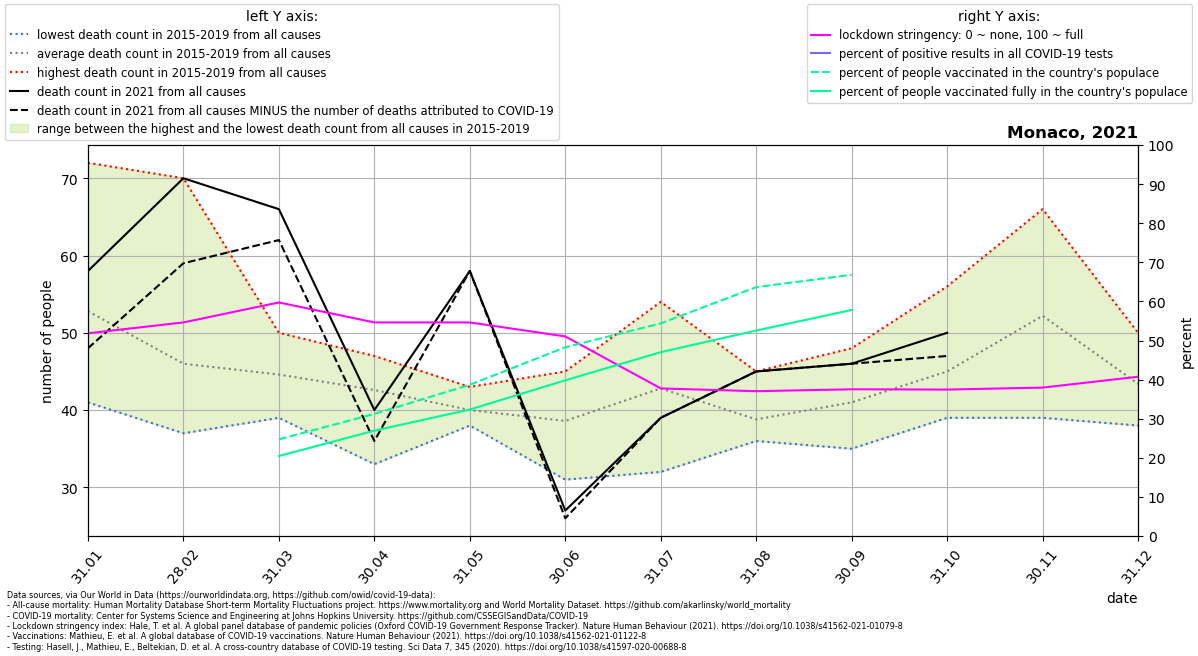 left Y axis:
lowest death count in 2015-2019 from all causes
average death count in 2015-2019 from all causes
highest death count in 2015-2019 from all causes
death count in 2021 from all causes
death count in 2021 from all causes MINUS the number of deaths attributed to COVID-19
range between the highest and the lowest death count from all causes in 2015-2019
right Y axis:
lockdown stringency: 0 ~ none, 100 ~ full
percent of positive results in all COVID-19 tests
percent of people vaccinated in the country's populace
percent of people vaccinated fully in the country's populace
Monaco, 2021
number of people
70
60
50
40
30
100
90
80
70
60
50
40
30
20
10
0
percent
31.01
28.02
31.03
30.04
31.05
30.06
31.07
31.08
30.09
31.10
30.11
31.12
date
Data sources, via Our World in Data (https://ourworldindata.org, https://github.com/owid/covid-19-data):
- All-cause mortality: Human Mortality Database Short-term Mortality Fluctuations project. https://www.mortality.org and World Mortality Dataset. https://github.com/akarlinsky/world_mortality
- COVID-19 mortality: Center for Systems Science and Engineering at Johns Hopkins University. https://github.com/CSSEGISandData/COVID-19
- Lockdown stringency index: Hale, T. et al. A global panel database of pandemic policies (Oxford COVID-19 Government Response Tracker). Nature Human Behaviour (2021). https://doi.org/10.1038/s41562-021-01079-8
- Vaccinations: Mathieu, E. et al. A global database of COVID-19 vaccinations. Nature Human Behaviour (2021). https://doi.org/10.1038/s41562-021-01122-8
- Testing: Hasell, J., Mathieu, E., Beltekian, D. et al. A cross-country database of COVID-19 testing. Sci Data 7, 345 (2020). https://doi.org/10.1038/s41597-020-00688-8